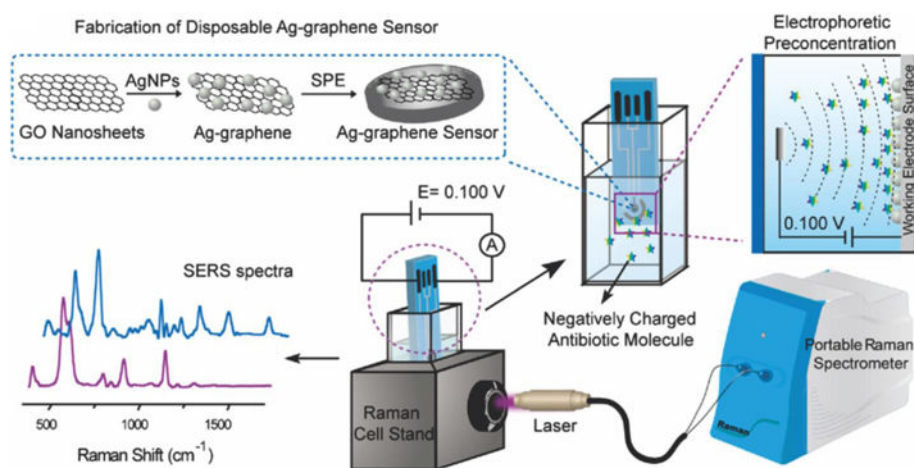 Fabrication of Disposable Ag-graphene Sensor
AgNPs
SPE
GO Nanosheets
Ag-graphene
Ag-graphene Sensor
Electrophoretic
Preconcentration
Working Electrode Surface
0.100 V
E= 0.100 V
A
SERS spectra
Negatively Charged
Antibiotic Molecule
Portable Raman
Spectrometer
Raman
Raman
Cell Stand
Laser
500
1000
1500
Raman Shift (cm⁻¹)